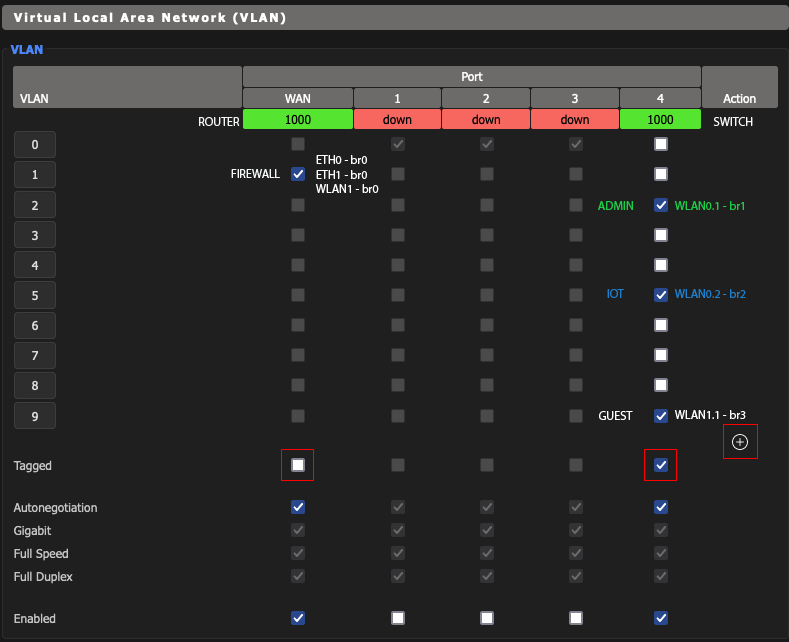 Virtual Local Area Network (VLAN)
VLAN
Port
VLAN WAN 1 2 3 4 Action
ROUTER 1000 down down down 1000 SWITCH
0
1 FIREWALL ETH0 - br0
ETH1 - br0
WLAN1 - br0
2 ADMIN WLAN0.1 - br1
3
4
5 IOT WLAN0.2 - br2
6
7
8
9 GUEST WLAN1.1 - br3
Tagged
Autonegotiation
Gigabit
Full Speed
Full Duplex
Enabled